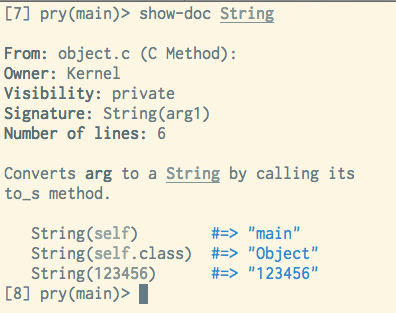 [7] pry(main)> show-doc String
From: object.c (C Method):
Owner: Kernel
Visibility: private
Signature: String(arg1)
Number of lines: 6
Converts arg to a String by calling its
to_s method.
String(self) #=> "main"
String(self.class) #=> "Object"
String(123456) #=> "123456"
[8] pry(main)>